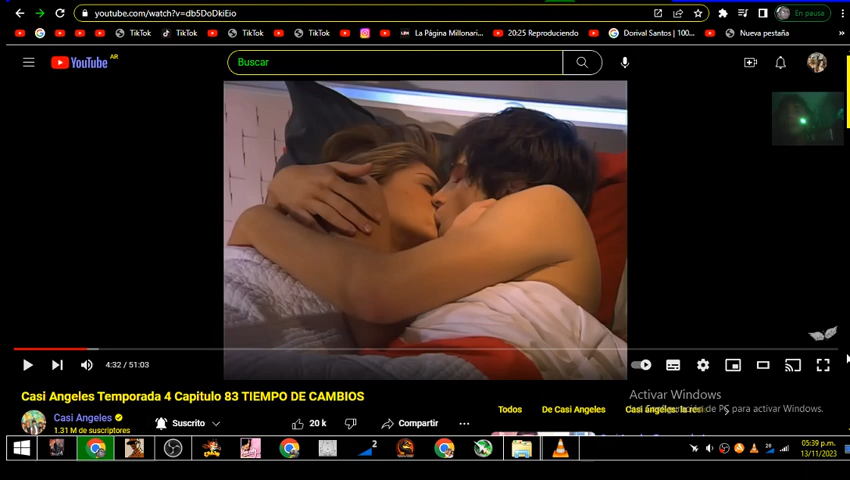 youtube.com/watch?v=db5DoDkiEio
En pausa
TikTok
TikTok
TikTok
TikTok
La Página Millonari...
20:25 Reproduciendo
Dorival Santos | 100...
Nueva pestaña
»
YouTube AR
Buscar
4:32 / 51:03
Casi Angeles Temporada 4 Capitulo 83 TIEMPO DE CAMBIOS
Casi Angeles
1.31 M de suscriptores
Suscrito
20 k
Compartir
Todos
De Casi Angeles
Activar Windows
de PC para activar Windows.
05:39 p.m.
13/11/2023